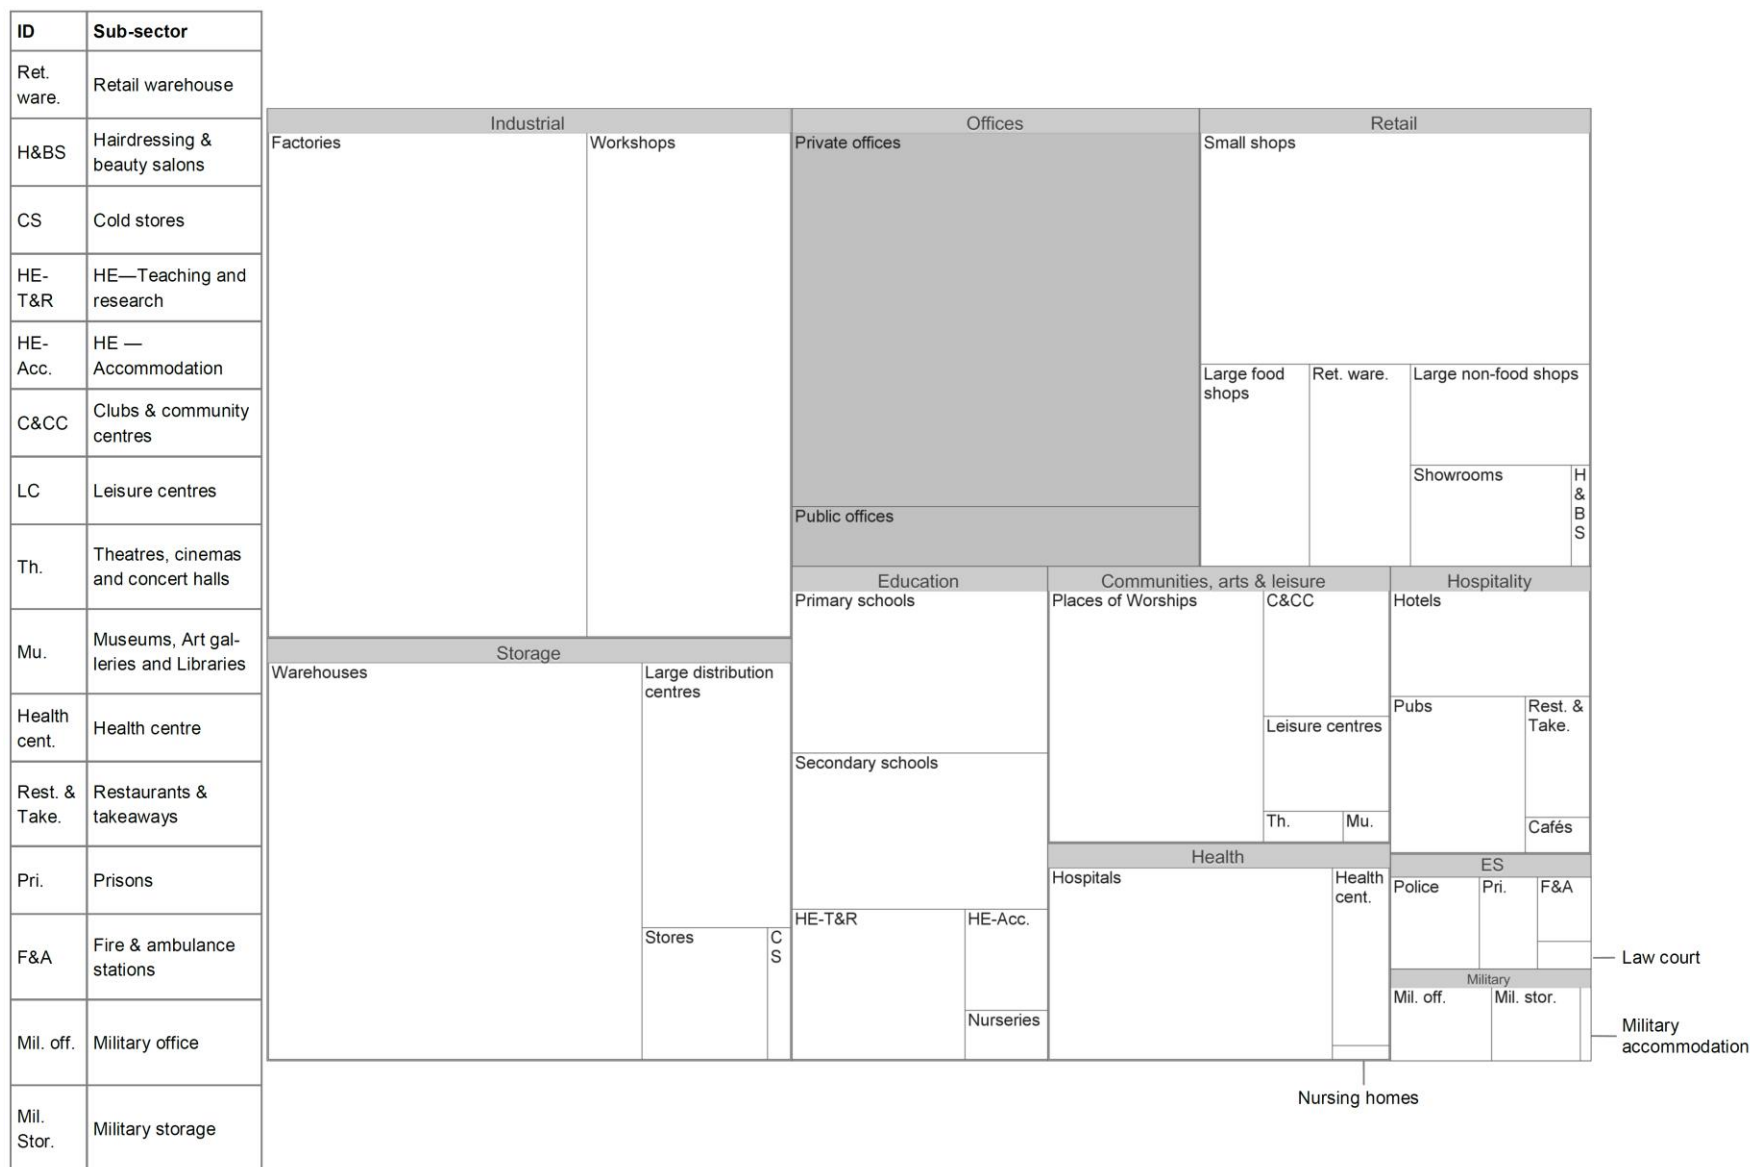 ID Sub-sector
Ret.
ware.
Retail warehouse
H&BS
Hairdressing &
beauty salons
CS
Cold stores
HE-
T&R
HE—Teaching and
research
HE-
Acc.
HE —
Accommodation
C&CC
Clubs & community
centres
LC
Leisure centres
Th.
Theatres, cinemas
and concert halls
Mu.
Museums, Art gal-
leries and Libraries
Health
cent.
Health centre
Rest. &
Take.
Restaurants &
takeaways
Pri.
Prisons
F&A
Fire & ambulance
stations
Mil. off.
Military office
Mil.
Stor.
Military storage
Industrial
Factories
Workshops
Storage
Warehouses
Large distribution
centres
Stores
C
S
Offices
Private offices
Public offices
Retail
Small shops
Large food
shops
Ret. ware.
Large non-food shops
Showrooms
H
&
B
S
Education
Primary schools
Secondary schools
HE-T&R
HE-Acc.
Nurseries
Communities, arts & leisure
Places of Worships
C&CC
Leisure centres
Th.
Mu.
Health
Hospitals
Health
cent.
Nursing homes
Hospitality
Hotels
Pubs
Rest. &
Take.
Cafés
ES
Police
Pri.
F&A
Law court
Military
Mil. off.
Mil. stor.
Military
accommodation